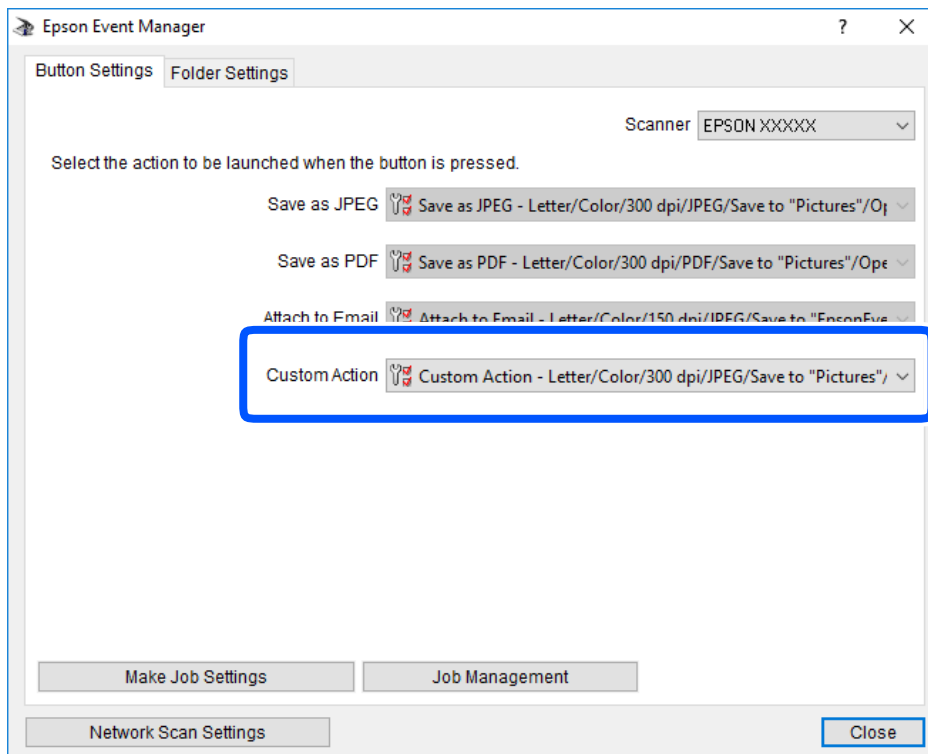 Epson Event Manager
?
Button Settings
Folder Settings
Scanner EPSON XXXXX
Select the action to be launched when the button is pressed.
Save as JPEG Save as JPEG - Letter/Color/300 dpi/JPEG/Save to "Pictures"/Op
Save as PDF Save as PDF - Letter/Color/300 dpi/PDF/Save to "Pictures"/Ope
Attach to Email Attach to Email - Letter/Color/150 dpi/JPEG/Save to "EpsonEve
Custom Action Custom Action - Letter/Color/300 dpi/JPEG/Save to "Pictures"/
Make Job Settings
Job Management
Network Scan Settings
Close